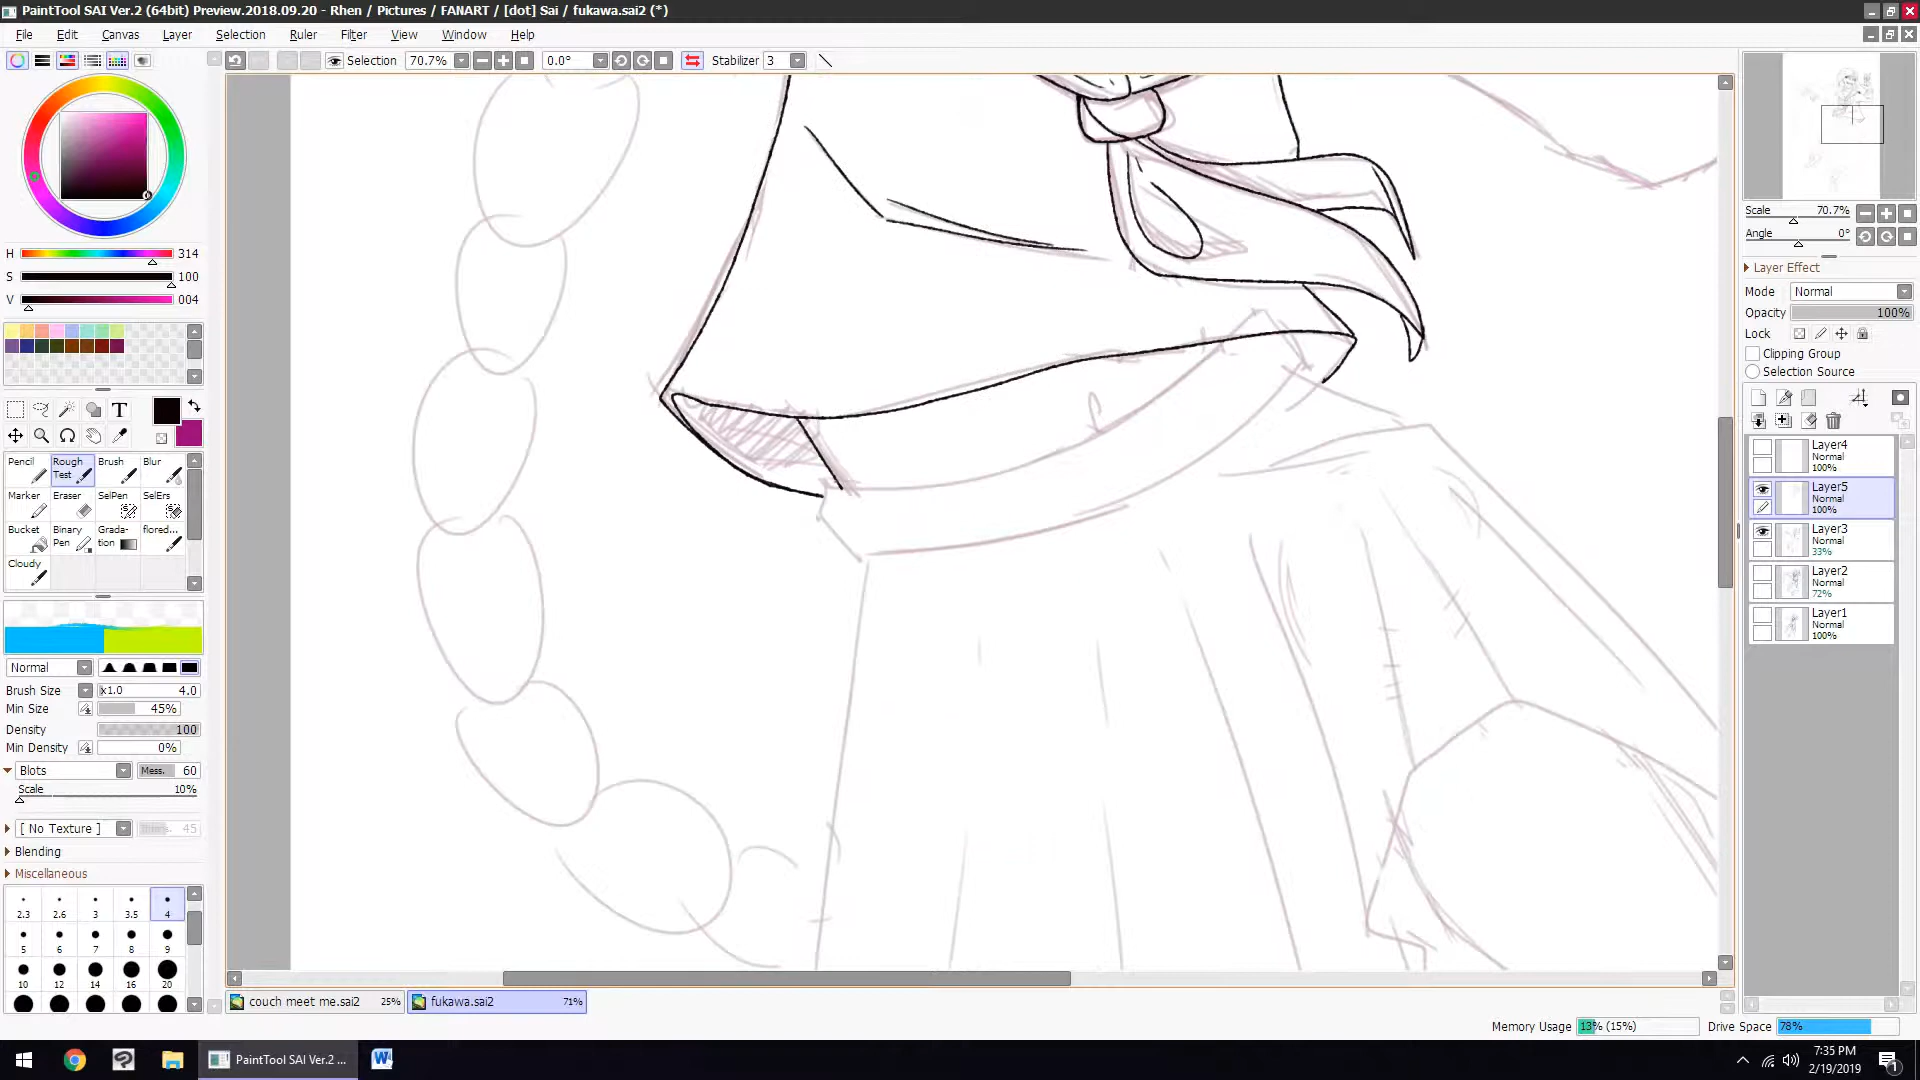 PaintTool SAI Ver.2 (64bit) Preview.2018.09.20 - Rhen / Pictures / FANART / [dot] Sai / fukawa.sai2 (*)
File Edit Canvas Layer Selection Ruler Filter View Window Help
Selection 70.7% 0.0° Stabilizer 3
H 314
S 100
V 004
T
Pencil Rough Test Brush Blur
Marker Eraser SelPen SelErs
Bucket Binary Pen Grada-tion flored...
Cloudy
Normal
Brush Size x1.0 4.0
Min Size 45%
Density 100
Min Density 0%
Blots Mess. 60
Scale 10%
[ No Texture ] 45
Blending
Miscellaneous
2.3 2.6 3 3.5 4
5 6 7 8 9
10 12 14 16 20
couch meet me.sai2 25% fukawa.sai2 71%
Scale 70.7%
Angle 0°
Layer Effect
Mode Normal
Opacity 100%
Lock
Clipping Group
Selection Source
Layer4
Normal
100%
Layer5
Normal
100%
Layer3
Normal
33%
Layer2
Normal
72%
Layer1
Normal
100%
Memory Usage 13% (15%) Drive Space 78%
PaintTool SAI Ver.2 ...
7:35 PM
2/19/2019
1